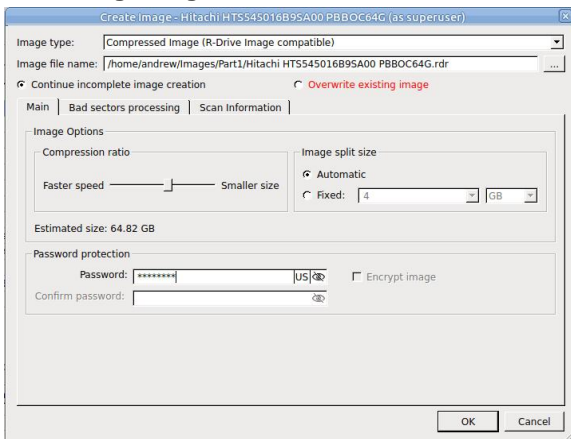 Create Image - Hitachi HTS545016B9SA00 PBBOC64G (as superuser)
Image type: Compressed Image (R-Drive Image compatible)
Image file name: /home/andrew/Images/Part1/Hitachi HTS545016B9SA00 PBBOC64G.rdr ...
Continue incomplete image creation Overwrite existing image
Main Bad sectors processing Scan Information
Image Options
Compression ratio Image split size
Automatic
Faster speed Smaller size
Fixed: 4 GB
Estimated size: 64.82 GB
Password protection
Password: ******** US Encrypt image
Confirm password:
OK Cancel